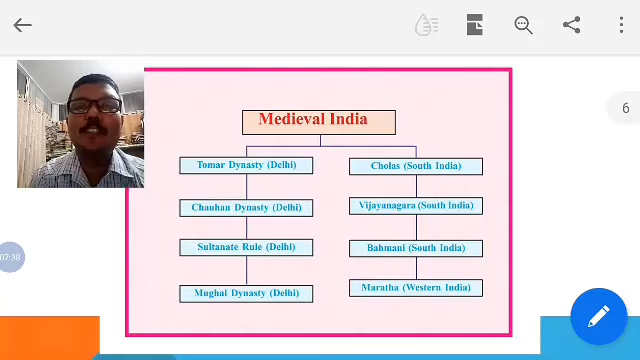 6
Medieval India
Tomar Dynasty (Delhi)
Chauhan Dynasty (Delhi)
Sultanate Rule (Delhi)
Mughal Dynasty (Delhi)
Cholas (South India)
Vijayanagara (South India)
Bahmani (South India)
Maratha (Western India)
07:38